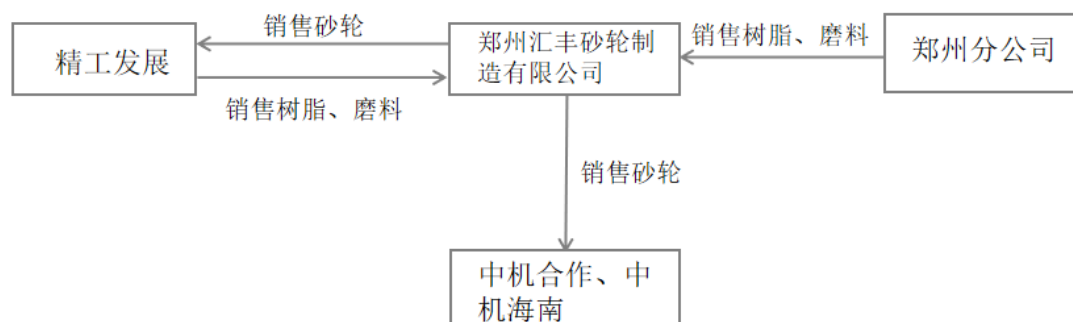 销售砂轮
精工发展
销售树脂、磨料
郑州汇丰砂轮制
造有限公司
销售树脂、磨料
郑州分公司
销售砂轮
中机合作、中
机海南